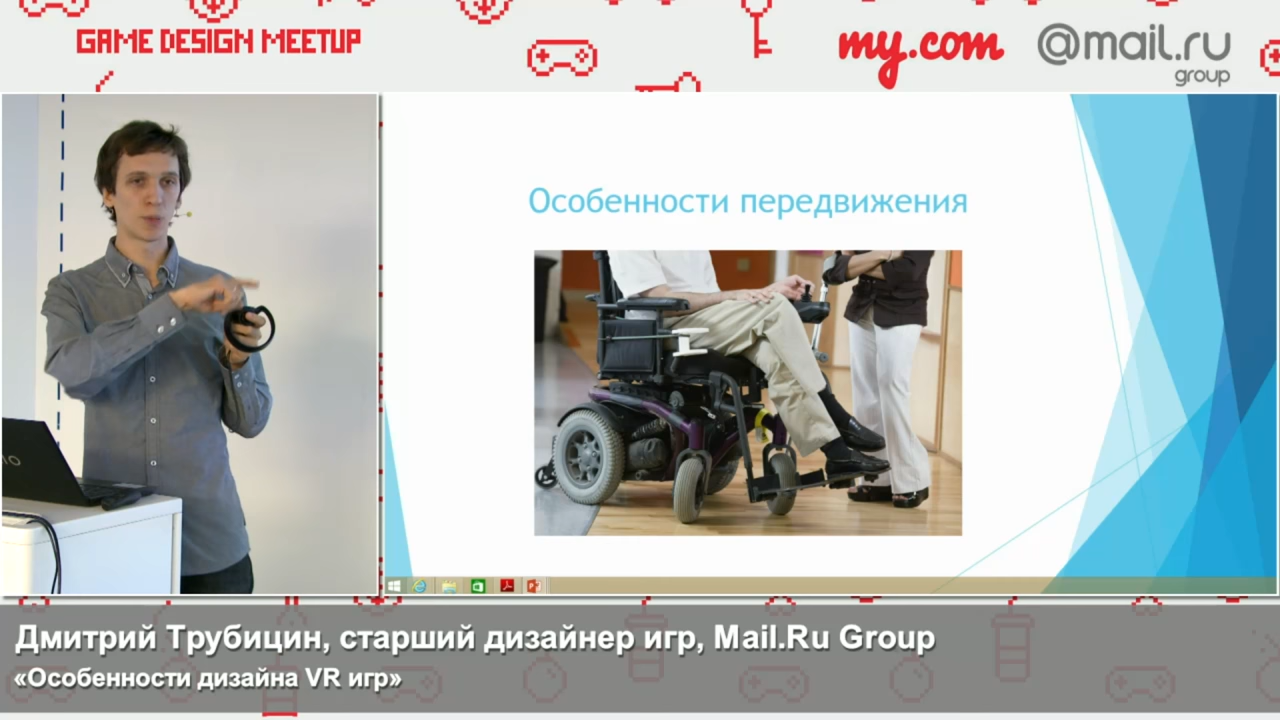 GAME DESIGN MEETUP
my.com
@mail.ru
group
Особенности передвижения
Дмитрий Трубицин, старший дизайнер игр, Mail.Ru Group
«Особенности дизайна VR игр»